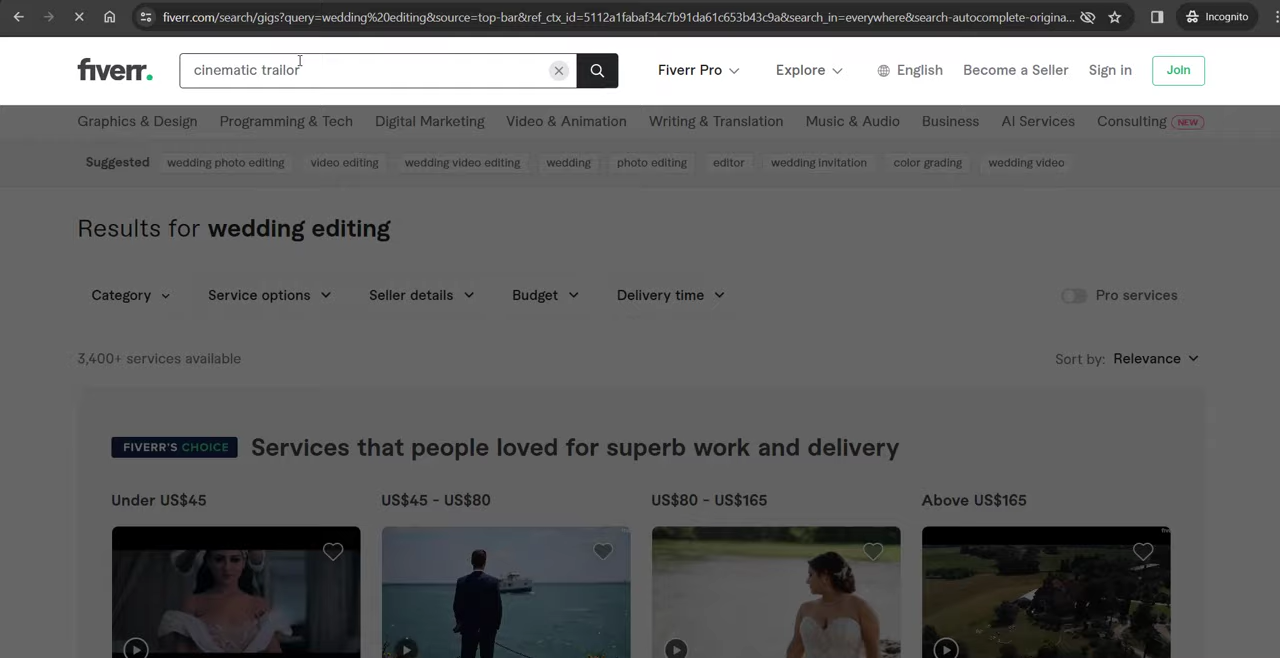 fiverr.com/search/gigs?query=wedding%20editing&source=top-bar&ref_ctx_id=5112a1fabaf34c7b91da61c653b43c9a&search_in=everywhere&search-autocomplete-origina...
Incognito
fiverr.
cinematic trailor
Fiverr Pro
Explore
English
Become a Seller
Sign in
Join
Graphics & Design
Programming & Tech
Digital Marketing
Video & Animation
Writing & Translation
Music & Audio
Business
AI Services
Consulting NEW
Suggested
wedding photo editing
video editing
wedding video editing
wedding
photo editing
editor
wedding invitation
color grading
wedding video
Results for wedding editing
Category
Service options
Seller details
Budget
Delivery time
Pro services
3,400+ services available
Sort by: Relevance
FIVERR'S CHOICE
Services that people loved for superb work and delivery
Under US$45
US$45 - US$80
US$80 - US$165
Above US$165